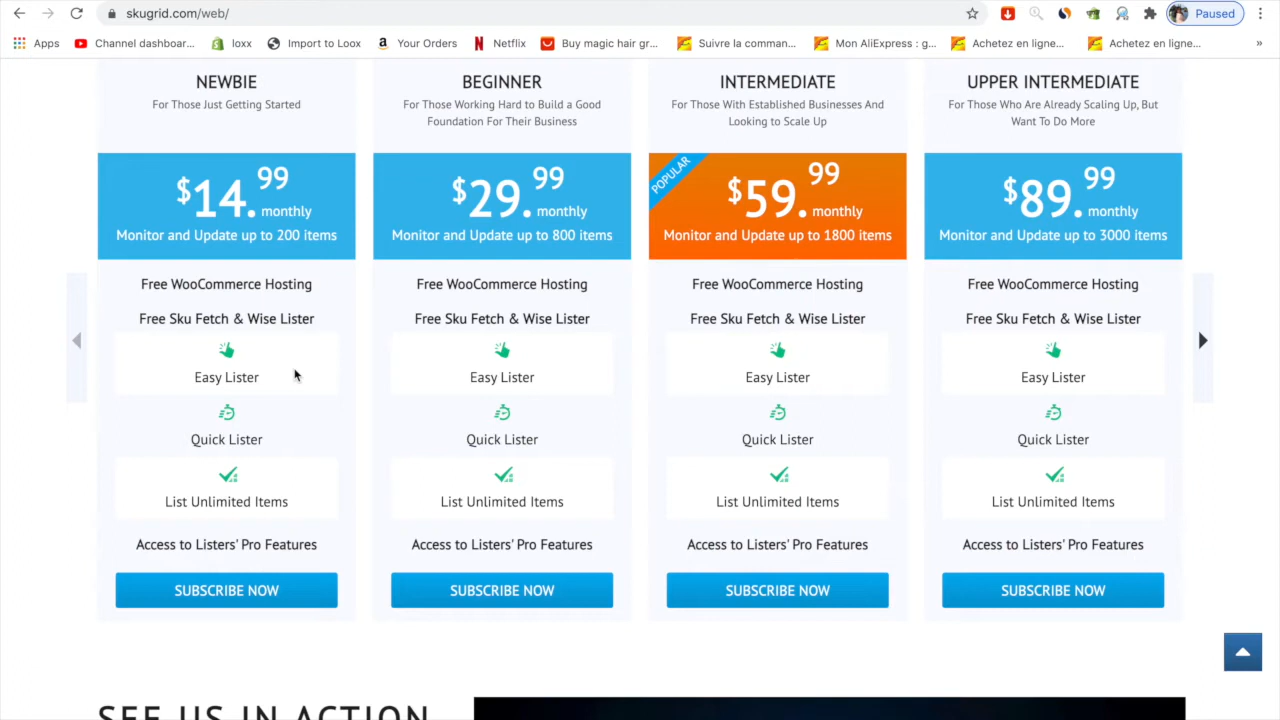 skugrid.com/web/
Paused
Apps
Channel dashboar...
loxx
Import to Loox
Your Orders
Netflix
Buy magic hair gr...
Suivre la comman...
Mon AliExpress : g...
Achetez en ligne...
Achetez en ligne...
»
NEWBIE
For Those Just Getting Started
$14.99 monthly
Monitor and Update up to 200 items
Free WooCommerce Hosting
Free Sku Fetch & Wise Lister
Easy Lister
Quick Lister
List Unlimited Items
Access to Listers' Pro Features
SUBSCRIBE NOW
BEGINNER
For Those Working Hard to Build a Good
Foundation For Their Business
$29.99 monthly
Monitor and Update up to 800 items
Free WooCommerce Hosting
Free Sku Fetch & Wise Lister
Easy Lister
Quick Lister
List Unlimited Items
Access to Listers' Pro Features
SUBSCRIBE NOW
INTERMEDIATE
For Those With Established Businesses And
Looking to Scale Up
POPULAR
$59.99 monthly
Monitor and Update up to 1800 items
Free WooCommerce Hosting
Free Sku Fetch & Wise Lister
Easy Lister
Quick Lister
List Unlimited Items
Access to Listers' Pro Features
SUBSCRIBE NOW
UPPER INTERMEDIATE
For Those Who Are Already Scaling Up, But
Want To Do More
$89.99 monthly
Monitor and Update up to 3000 items
Free WooCommerce Hosting
Free Sku Fetch & Wise Lister
Easy Lister
Quick Lister
List Unlimited Items
Access to Listers' Pro Features
SUBSCRIBE NOW
SEE US IN ACTION